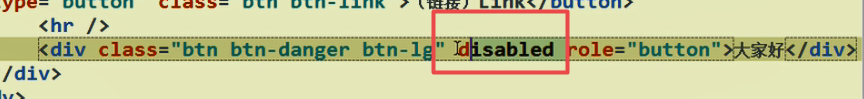 ype="button" class="btn btn-link">(链接) Link</button>
<hr />
<div class="btn btn-danger btn-lg" disabled role="button">大家好</div>
/div>